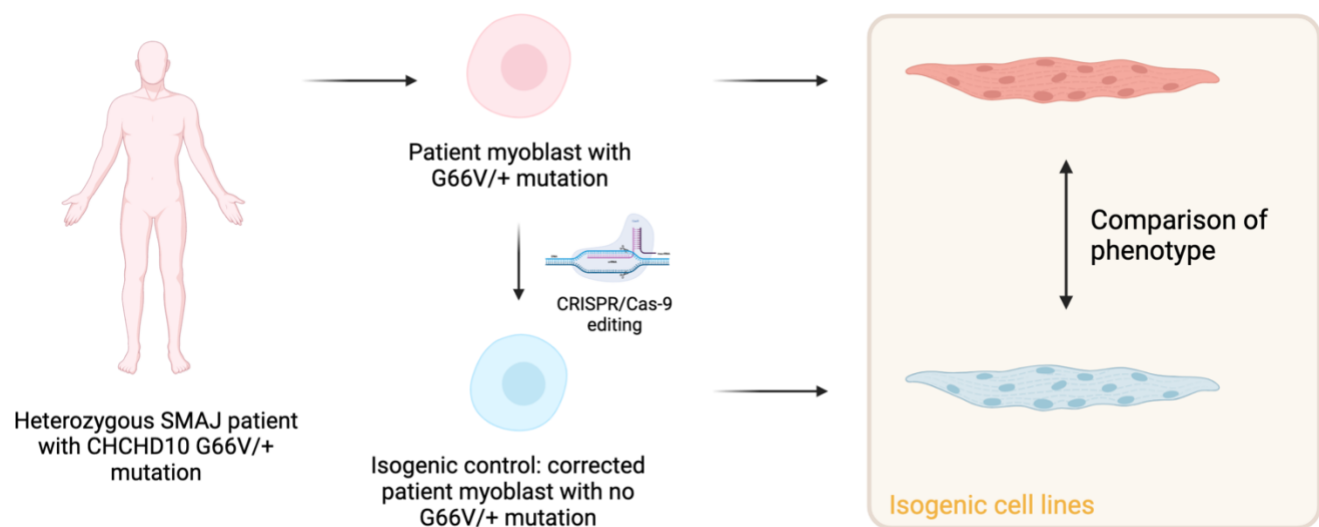 Patient myoblast with
G66V/+ mutation
Comparison of
phenotype
CRISPR/Cas-9
editing
Heterozygous SMAJ patient
with CHCHD10 G66V/+
mutation
Isogenic control: corrected
patient myoblast with no
G66V/+ mutation
Isogenic cell lines